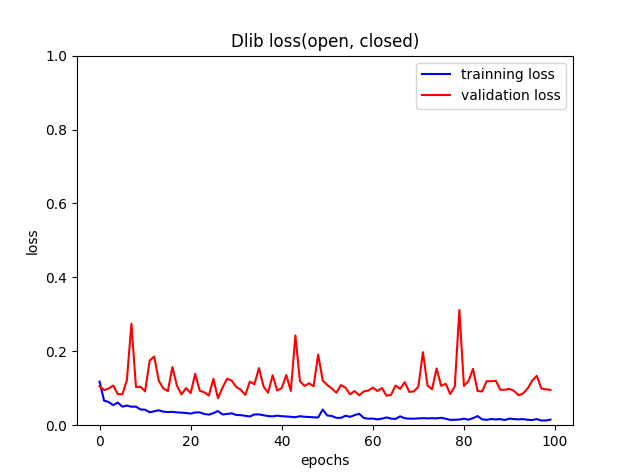 Dlib loss(open, closed)
trainning loss
validation loss
1.0
0.8
0.6
0.4
0.2
0.0
loss
0 20 40 60 80 100
epochs